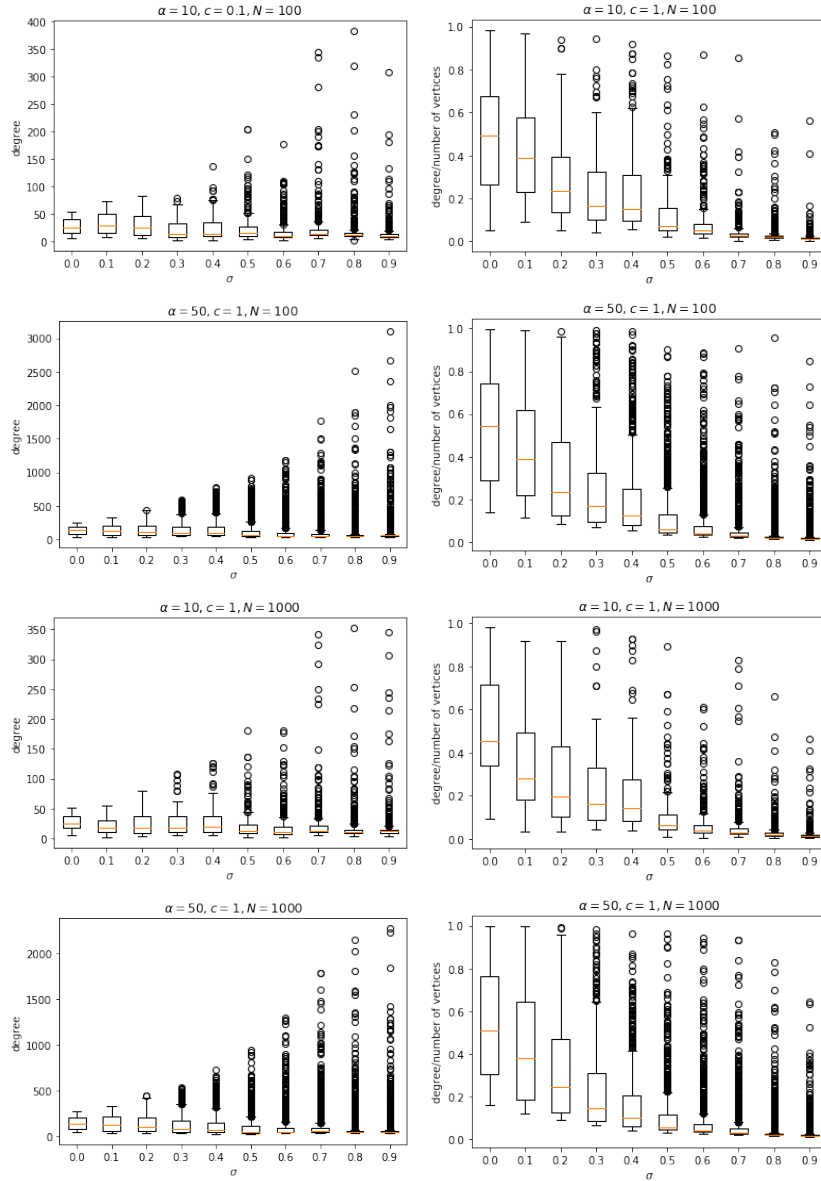 α = 10, c = 0.1, N = 100
degree
400
350
300
250
200
150
100
50
0
0.0 0.1 0.2 0.3 0.4 0.5 0.6 0.7 0.8 0.9
σ
α = 10, c = 1, N = 100
degree/number of vertices
1.0
0.8
0.6
0.4
0.2
0.0
0.0 0.1 0.2 0.3 0.4 0.5 0.6 0.7 0.8 0.9
σ
α = 50, c = 1, N = 100
degree
3000
2500
2000
1500
1000
500
0
0.0 0.1 0.2 0.3 0.4 0.5 0.6 0.7 0.8 0.9
σ
α = 50, c = 1, N = 100
degree/number of vertices
1.0
0.8
0.6
0.4
0.2
0.0
0.0 0.1 0.2 0.3 0.4 0.5 0.6 0.7 0.8 0.9
σ
α = 10, c = 1, N = 1000
degree
350
300
250
200
150
100
50
0
0.0 0.1 0.2 0.3 0.4 0.5 0.6 0.7 0.8 0.9
σ
α = 10, c = 1, N = 1000
degree/number of vertices
1.0
0.8
0.6
0.4
0.2
0.0
0.0 0.1 0.2 0.3 0.4 0.5 0.6 0.7 0.8 0.9
σ
α = 50, c = 1, N = 1000
degree
2000
1500
1000
500
0
0.0 0.1 0.2 0.3 0.4 0.5 0.6 0.7 0.8 0.9
σ
α = 50, c = 1, N = 1000
degree/number of vertices
1.0
0.8
0.6
0.4
0.2
0.0
0.0 0.1 0.2 0.3 0.4 0.5 0.6 0.7 0.8 0.9
σ